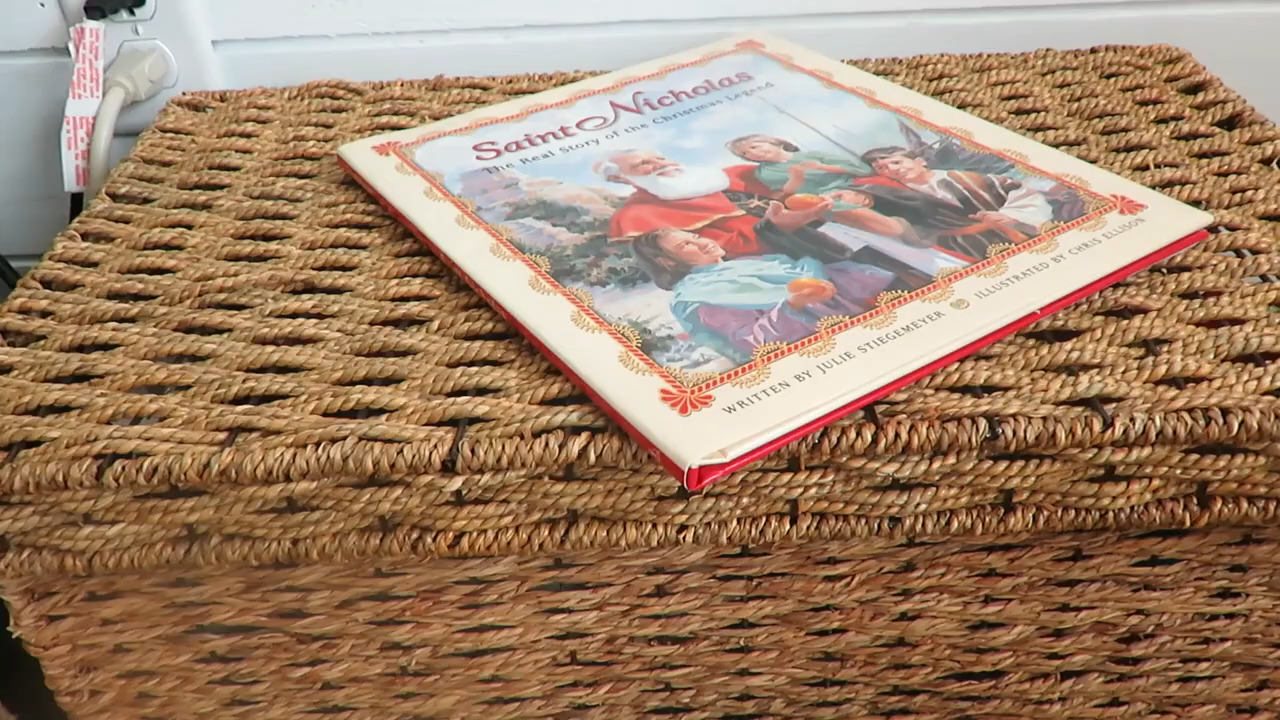 Saint Nicholas
The Real Story of the Christmas Legend
WRITTEN BY JULIE STIEGEMEYER ILLUSTRATED BY CHRIS ELLISON